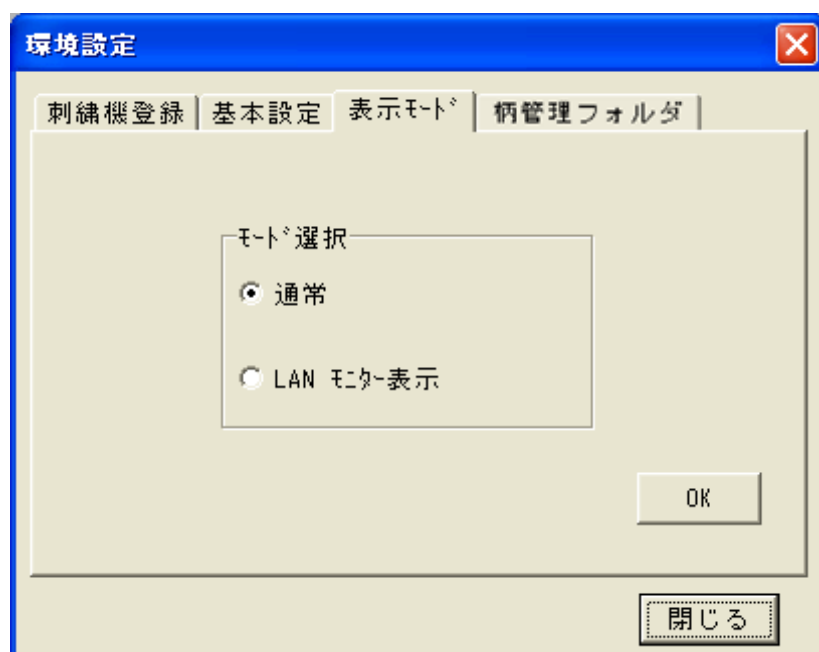 環境設定
刺繍機登録 基本設定 表示ﾓｰﾄﾞ 柄管理フォルダ
ﾓｰﾄﾞ選択
通常
LAN ﾓﾆﾀｰ表示
OK
閉じる